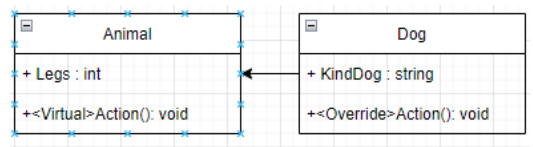 Animal
+ Legs : int
+<Virtual>Action(): void
Dog
+ KindDog : string
+<Override>Action(): void